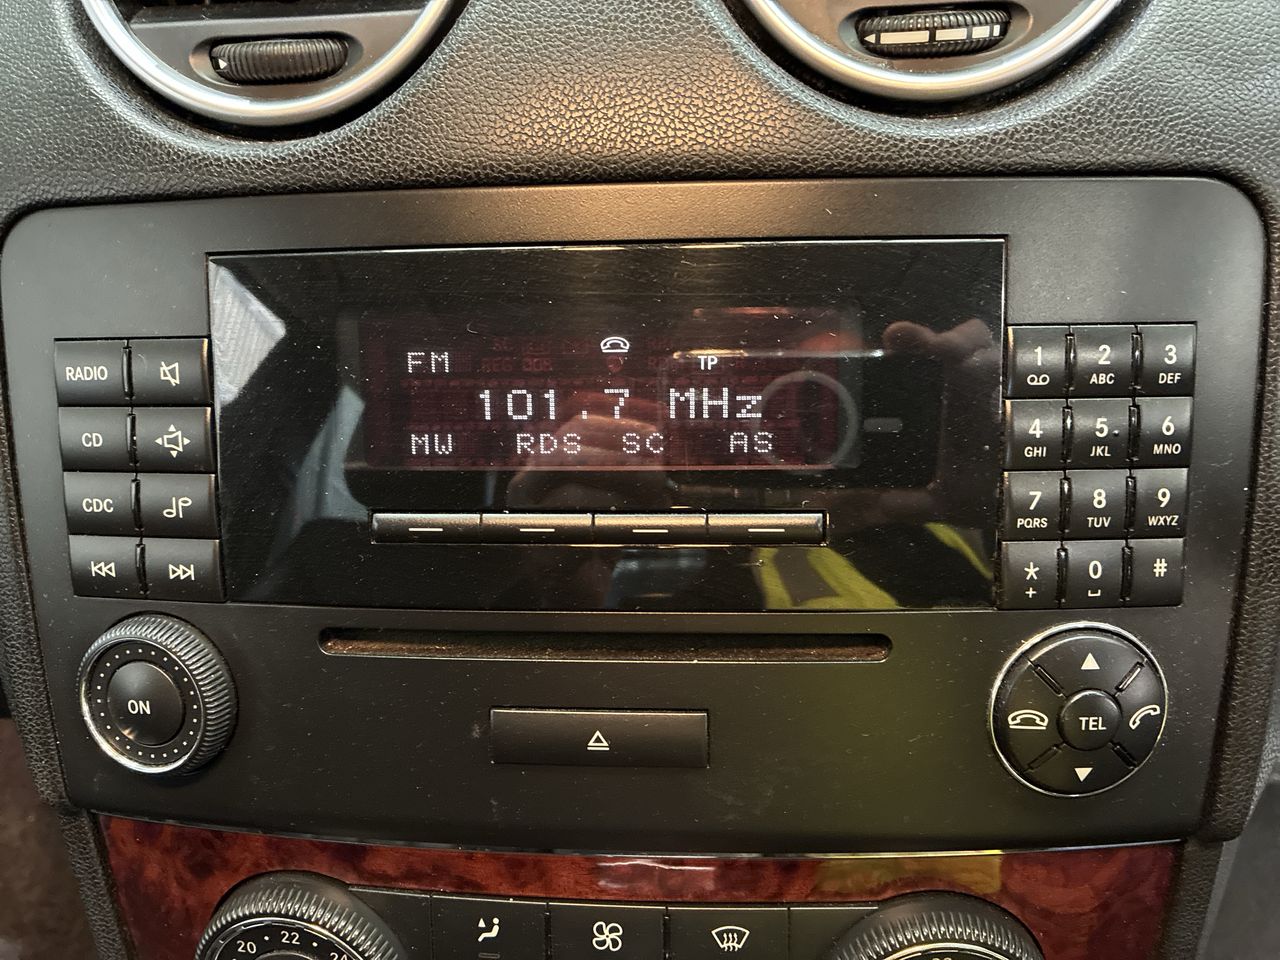 FM TP
101.7 MHz
MW RDS SC AS
RADIO
CD
CDC
ON
1 2 3
ABC DEF
4 5 6
GHI JKL MNO
7 8 9
PQRS TUV WXYZ
* 0 #
+
TEL
20 22 24